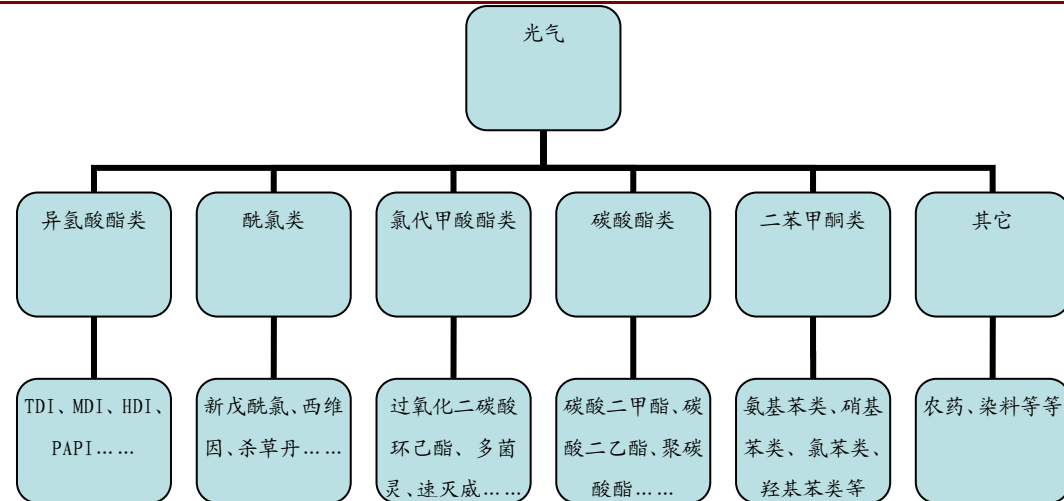 光气
异氢酸酯类
酰氯类
氯代甲酸酯类
碳酸酯类
二苯甲酮类
其它
TDI、MDI、HDI、
PAPI……
新戊酰氯、西维
因、杀草丹……
过氧化二碳酸
环己酯、多菌
灵、速灭威……
碳酸二甲酯、碳
酸二乙酯、聚碳
酸酯……
氨基苯类、硝基
苯类、氯苯类、
羟基苯类等
农药、染料等等